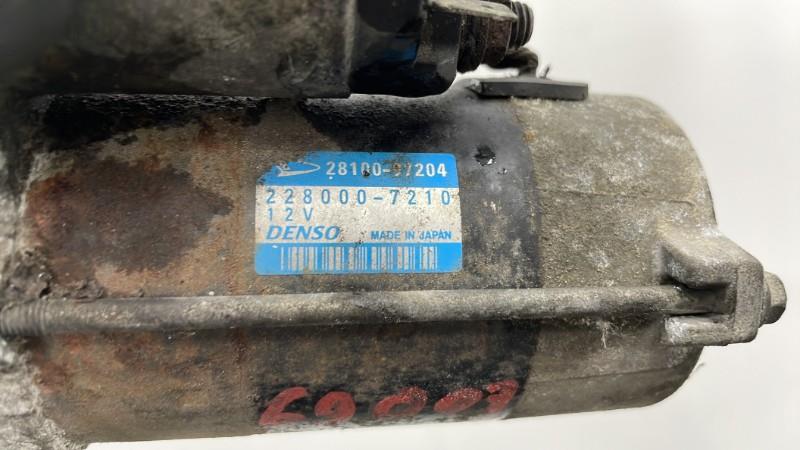 28100-97204
228000-7210
12V
DENSO MADE IN JAPAN